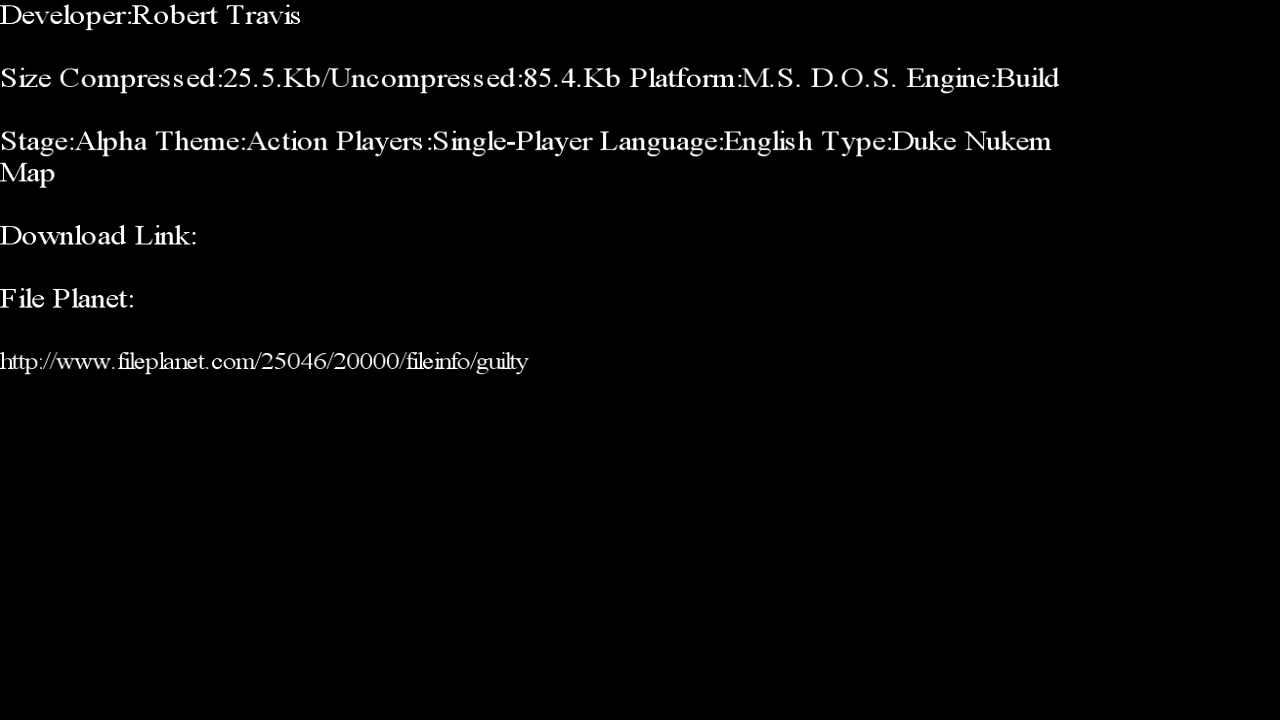 Developer:Robert Travis
Size Compressed:25.5.Kb/Uncompressed:85.4.Kb Platform:M.S. D.O.S. Engine:Build
Stage:Alpha Theme:Action Players:Single-Player Language:English Type:Duke Nukem
Map
Download Link:
File Planet:
http://www.fileplanet.com/25046/20000/fileinfo/guilty